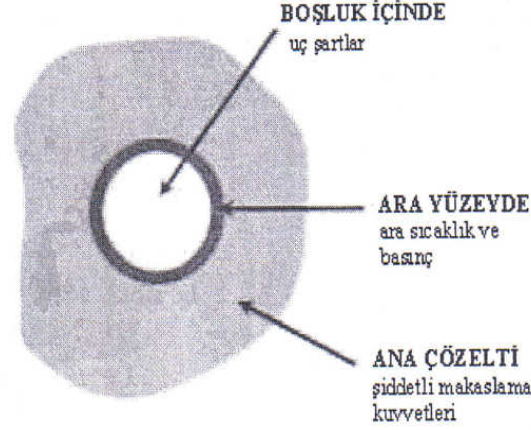 BOŞLUK İÇİNDE
uç şartlar
ARA YÜZEYDE
ara sıcaklık ve
basınç
ANA ÇÖZELTİ
şiddetli makaslama
kuvvetleri